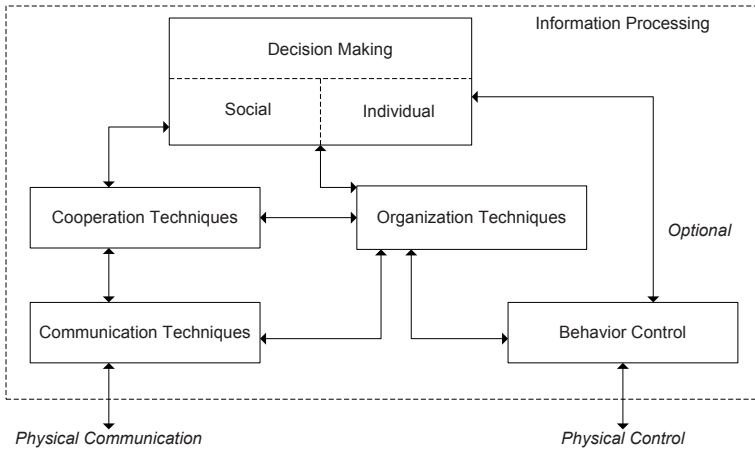 Information Processing
Decision Making
Social
Individual
Cooperation Techniques
Organization Techniques
Optional
Communication Techniques
Behavior Control
Physical Communication
Physical Control